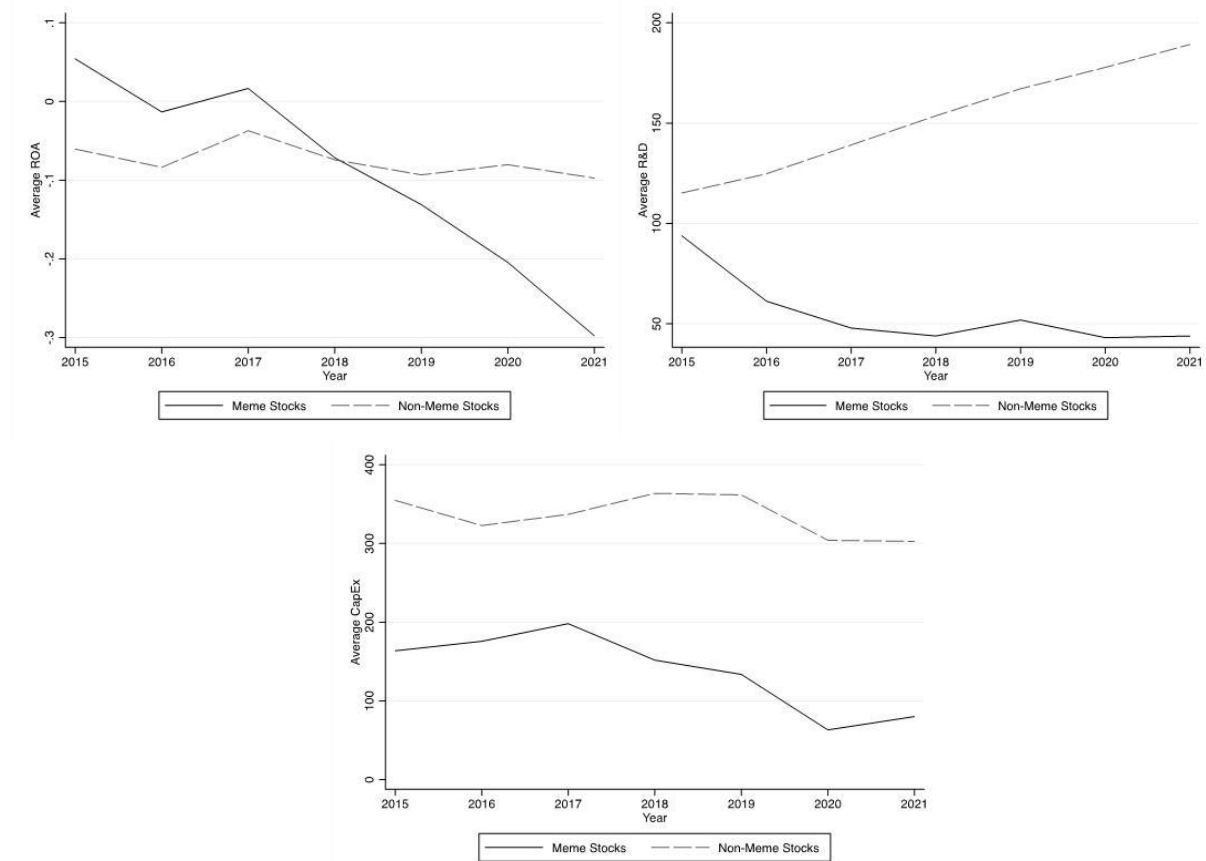 .1
0
-.1
-.2
-.3
Average ROA
2015 2016 2017 2018 2019 2020 2021
Year
Meme Stocks Non-Meme Stocks
200
150
100
50
Average R&D
2015 2016 2017 2018 2019 2020 2021
Year
Meme Stocks Non-Meme Stocks
400
300
200
100
0
Average CapEx
2015 2016 2017 2018 2019 2020 2021
Year
Meme Stocks Non-Meme Stocks